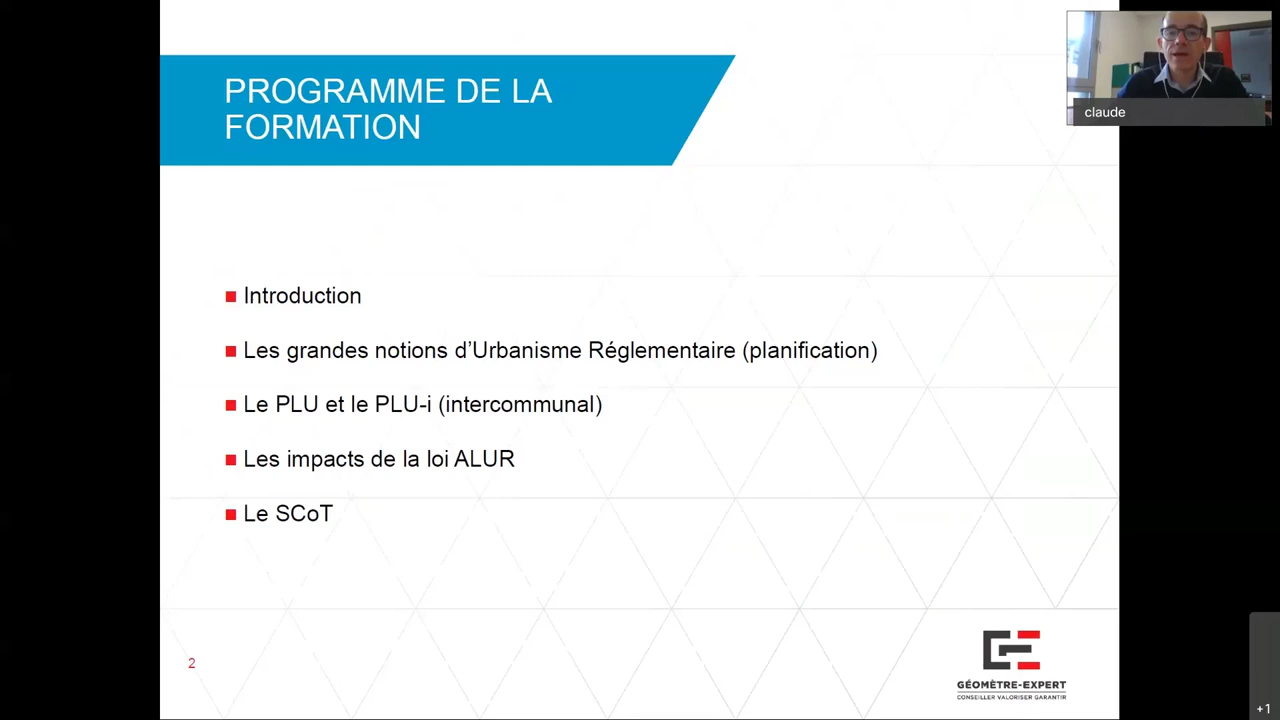 PROGRAMME DE LA
FORMATION
claude
Introduction
Les grandes notions d’Urbanisme Réglementaire (planification)
Le PLU et le PLU-i (intercommunal)
Les impacts de la loi ALUR
Le SCoT
2
GÉOMÈTRE-EXPERT
CONSEILLER VALORISER GARANTIR
+1